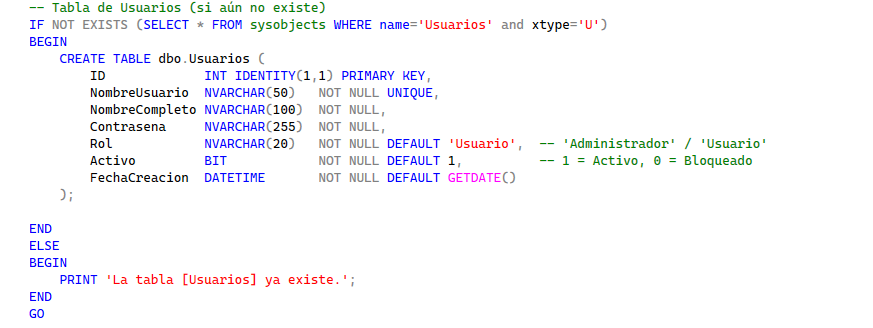 -- Tabla de Usuarios (si aún no existe)
IF NOT EXISTS (SELECT * FROM sysobjects WHERE name='Usuarios' and xtype='U')
BEGIN
    CREATE TABLE dbo.Usuarios (
        ID             INT IDENTITY(1,1) PRIMARY KEY,
        NombreUsuario  NVARCHAR(50)   NOT NULL UNIQUE,
        NombreCompleto NVARCHAR(100)  NOT NULL,
        Contrasena     NVARCHAR(255)  NOT NULL,
        Rol            NVARCHAR(20)   NOT NULL DEFAULT 'Usuario',  -- 'Administrador' / 'Usuario'
        Activo         BIT            NOT NULL DEFAULT 1,          -- 1 = Activo, 0 = Bloqueado
        FechaCreacion  DATETIME       NOT NULL DEFAULT GETDATE()
    );
END
ELSE
BEGIN
    PRINT 'La tabla [Usuarios] ya existe.';
END
GO